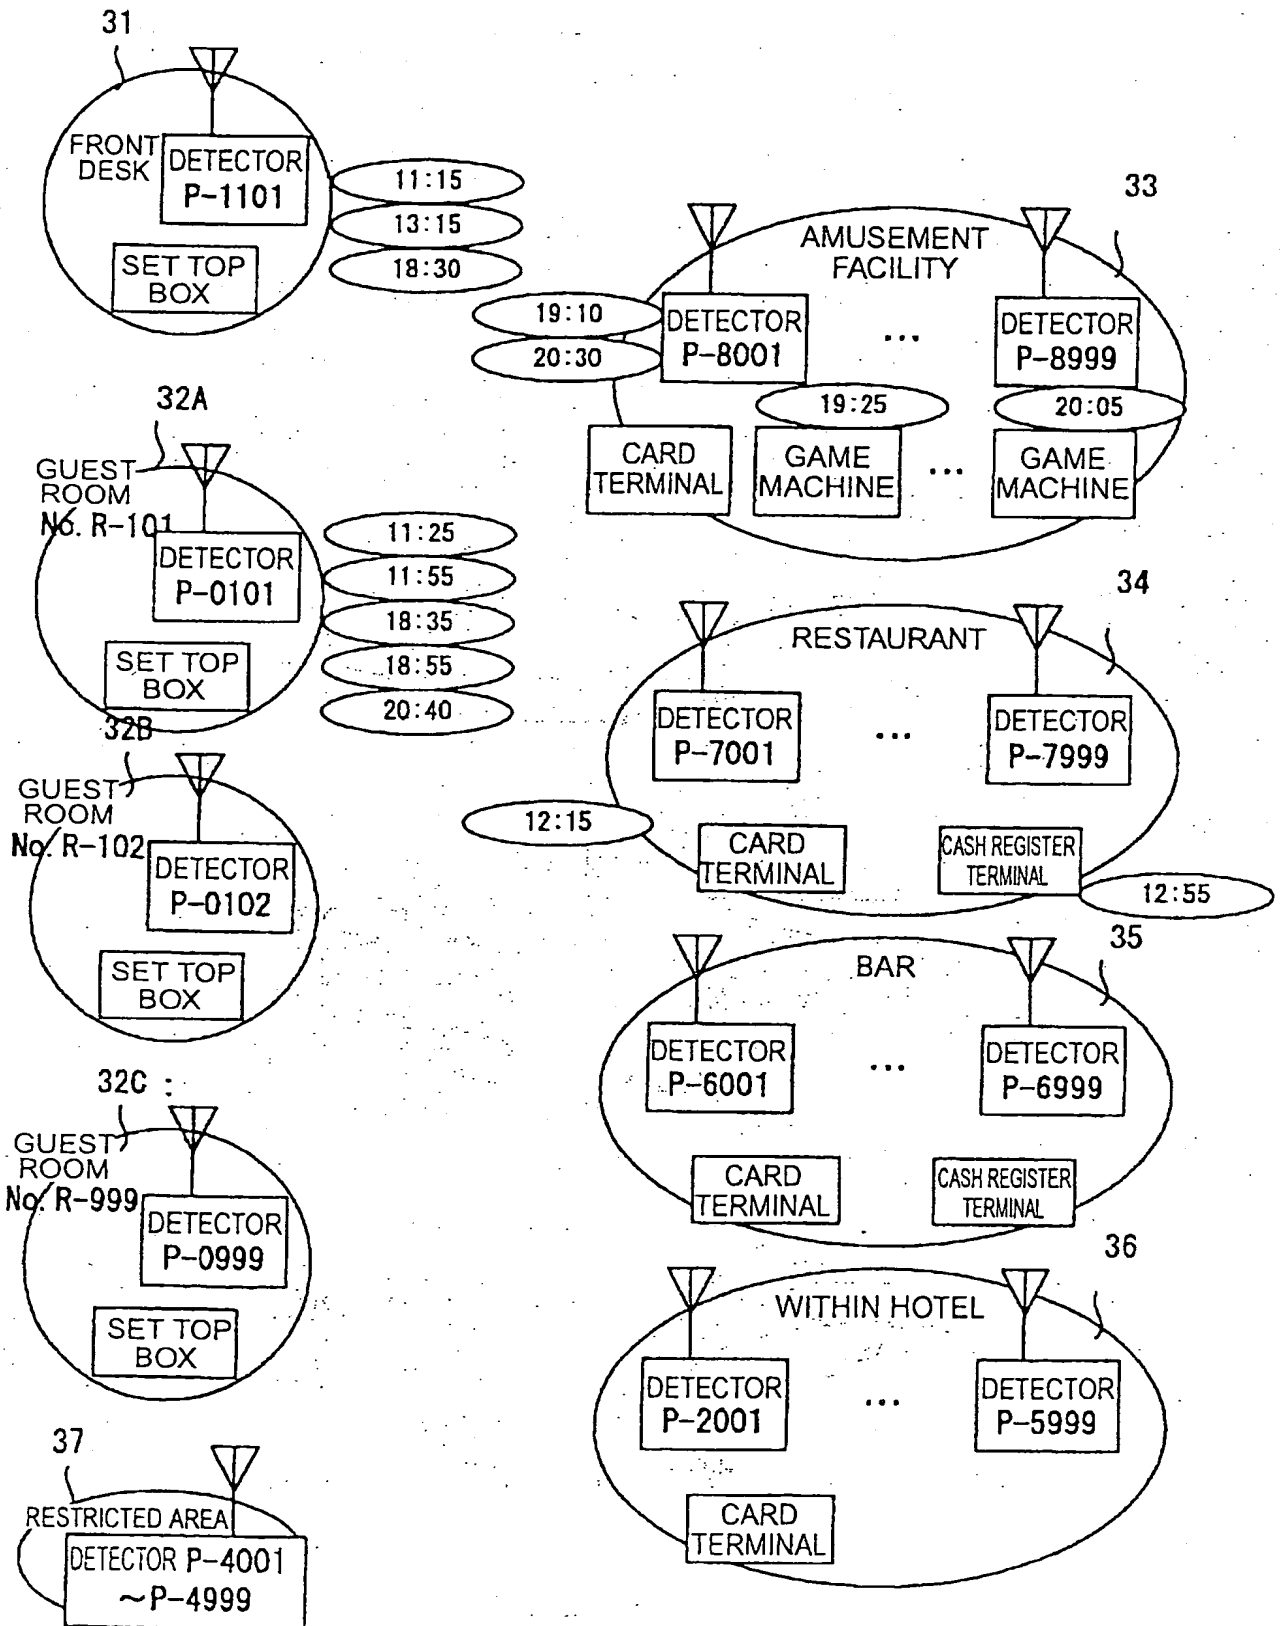 31
FRONT
DESK
DETECTOR
P-1101
SET TOP
BOX
11:15
13:15
18:30
32A
GUEST
ROOM
No. R-101
DETECTOR
P-0101
SET TOP
BOX
11:25
11:55
18:35
18:55
20:40
32B
GUEST
ROOM
No. R-102
DETECTOR
P-0102
SET TOP
BOX
32C :
GUEST
ROOM
No. R-999
DETECTOR
P-0999
SET TOP
BOX
37
RESTRICTED AREA
DETECTOR P-4001
~P-4999
33
AMUSEMENT
FACILITY
19:10
20:30
DETECTOR
P-8001
...
DETECTOR
P-8999
19:25
20:05
CARD
TERMINAL
GAME
MACHINE
...
GAME
MACHINE
34
RESTAURANT
DETECTOR
P-7001
...
DETECTOR
P-7999
12:15
CARD
TERMINAL
CASH REGISTER
TERMINAL
12:55
35
BAR
DETECTOR
P-6001
...
DETECTOR
P-6999
CARD
TERMINAL
CASH REGISTER
TERMINAL
36
WITHIN HOTEL
DETECTOR
P-2001
...
DETECTOR
P-5999
CARD
TERMINAL